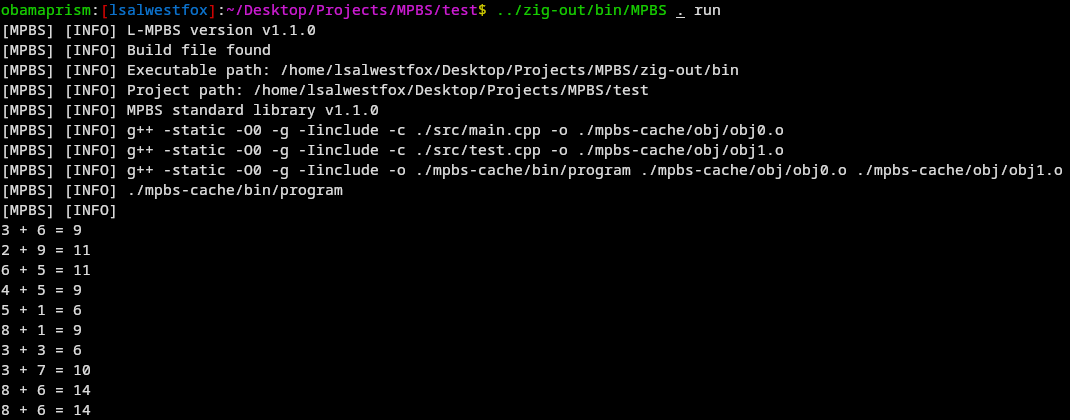 obamaprism:[lsalwestfox]:~/Desktop/Projects/MPBS/test$ ../zig-out/bin/MPBS . run
[MPBS] [INFO] L-MPBS version v1.1.0
[MPBS] [INFO] Build file found
[MPBS] [INFO] Executable path: /home/lsalwestfox/Desktop/Projects/MPBS/zig-out/bin
[MPBS] [INFO] Project path: /home/lsalwestfox/Desktop/Projects/MPBS/test
[MPBS] [INFO] MPBS standard library v1.1.0
[MPBS] [INFO] g++ -static -O0 -g -Iinclude -c ./src/main.cpp -o ./mpbs-cache/obj/obj0.o
[MPBS] [INFO] g++ -static -O0 -g -Iinclude -c ./src/test.cpp -o ./mpbs-cache/obj/obj1.o
[MPBS] [INFO] g++ -static -O0 -g -Iinclude -o ./mpbs-cache/bin/program ./mpbs-cache/obj/obj0.o ./mpbs-cache/obj/obj1.o
[MPBS] [INFO] ./mpbs-cache/bin/program
[MPBS] [INFO]
3 + 6 = 9
2 + 9 = 11
6 + 5 = 11
4 + 5 = 9
5 + 1 = 6
8 + 1 = 9
3 + 3 = 6
3 + 7 = 10
8 + 6 = 14
8 + 6 = 14